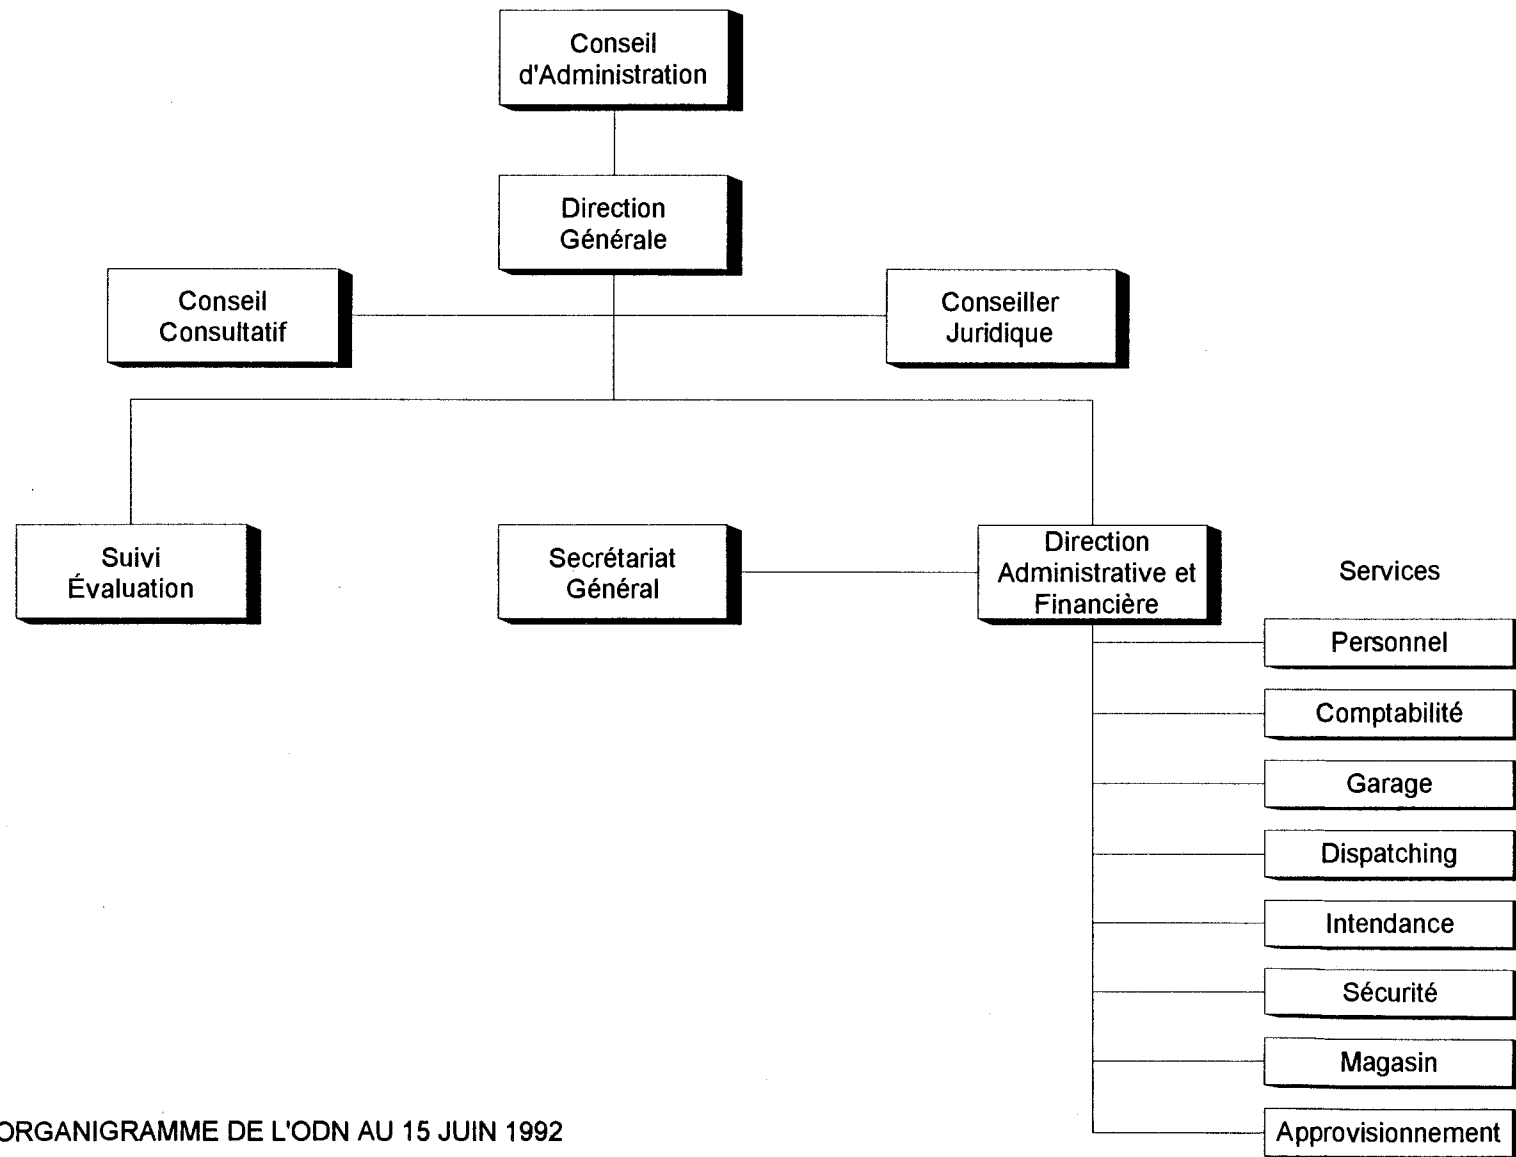 Conseil
d'Administration
Direction
Générale
Conseil
Consultatif
Conseiller
Juridique
Suivi
Évaluation
Secrétariat
Général
Direction
Administrative et
Financière
Services
Personnel
Comptabilité
Garage
Dispatching
Intendance
Sécurité
Magasin
Approvisionnement
ORGANIGRAMME DE L'ODN AU 15 JUIN 1992